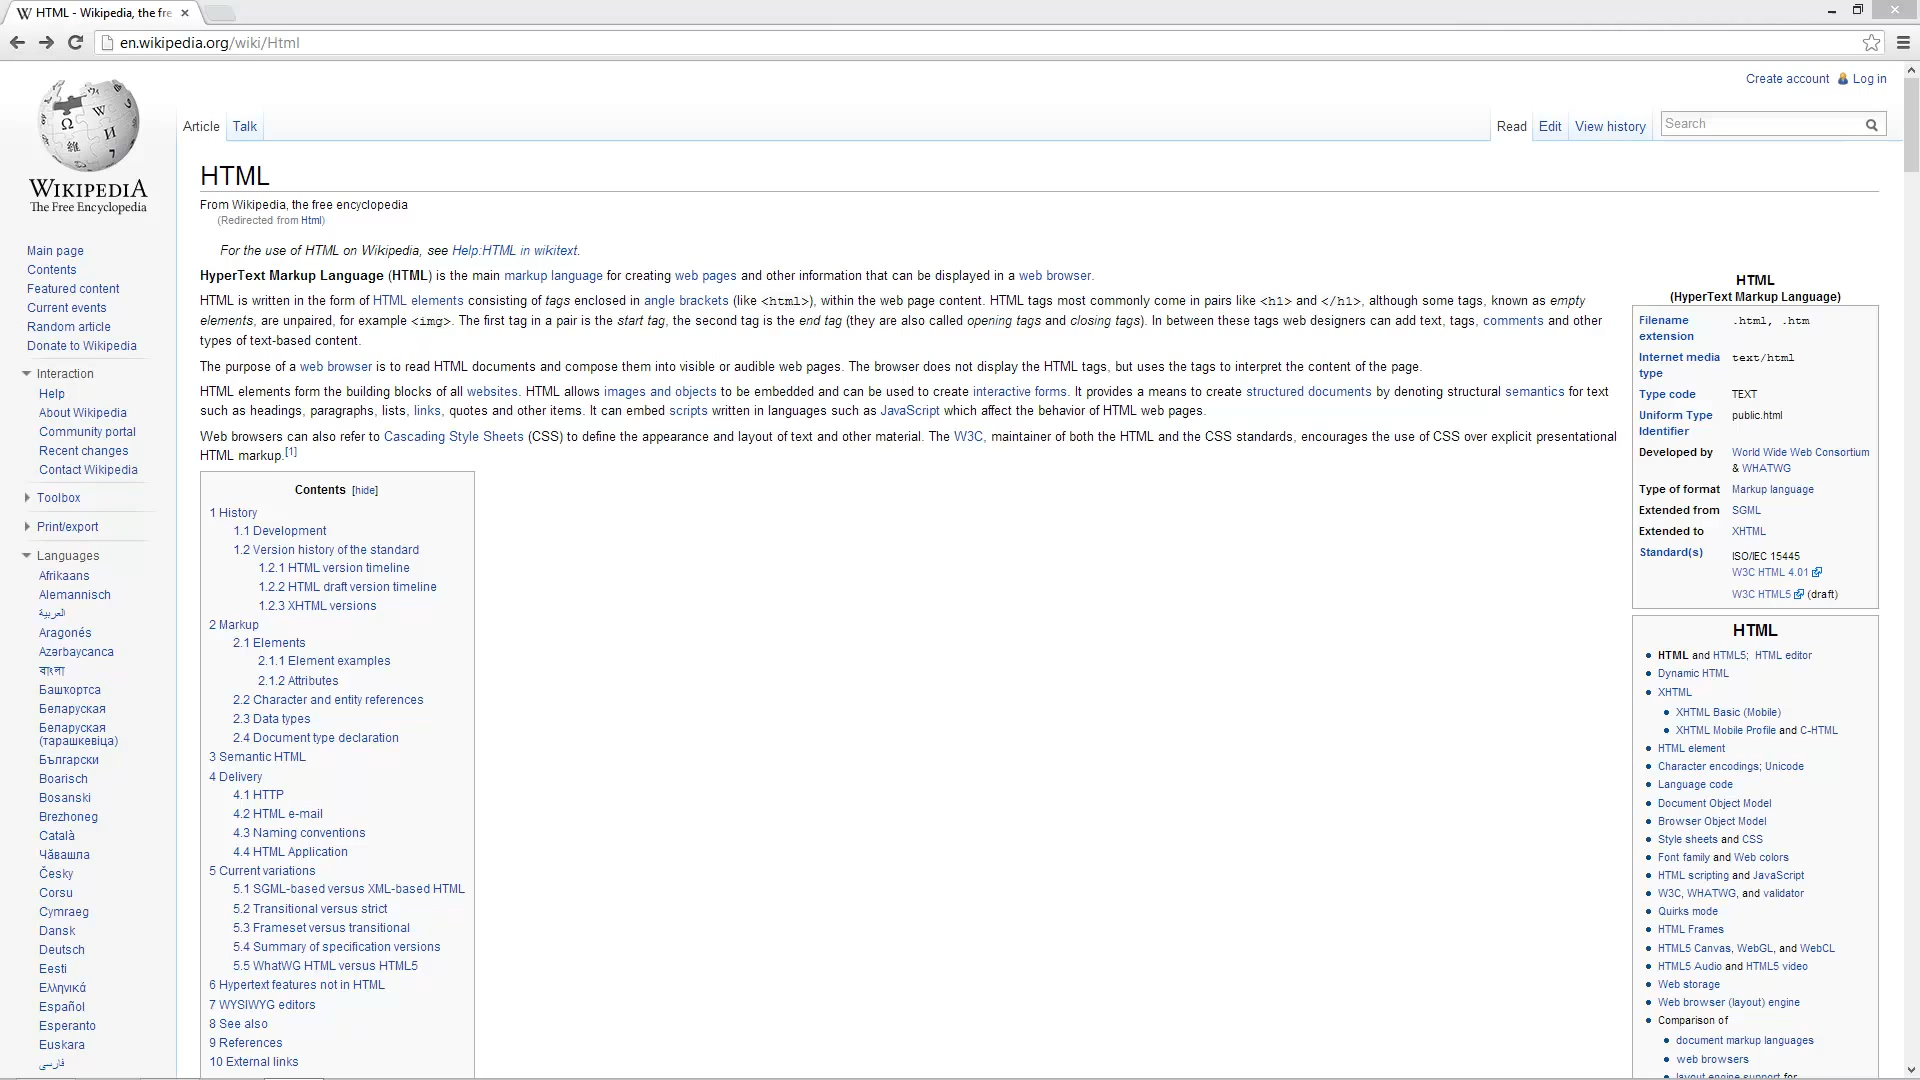 HTML - Wikipedia, the fre
en.wikipedia.org/wiki/Html
Create account Log in
WIKIPEDIA
The Free Encyclopedia
Main page
Contents
Featured content
Current events
Random article
Donate to Wikipedia
Interaction
Help
About Wikipedia
Community portal
Recent changes
Contact Wikipedia
Toolbox
Print/export
Languages
Afrikaans
Alemannisch
العربية
Aragonés
Azərbaycanca
বাংলা
Башҡортса
Беларуская
Беларуская
(тарашкевіца)
Български
Boarisch
Bosanski
Brezhoneg
Català
Чӑвашла
Česky
Corsu
Cymraeg
Dansk
Deutsch
Eesti
Ελληνικά
Español
Esperanto
Euskara
فارسی
Article Talk
Read Edit View history Search
HTML
From Wikipedia, the free encyclopedia
(Redirected from Html)
For the use of HTML on Wikipedia, see Help:HTML in wikitext.
HyperText Markup Language (HTML) is the main markup language for creating web pages and other information that can be displayed in a web browser.
HTML is written in the form of HTML elements consisting of tags enclosed in angle brackets (like <html>), within the web page content. HTML tags most commonly come in pairs like <h1> and </h1>, although some tags, known as empty
elements, are unpaired, for example <img>. The first tag in a pair is the start tag, the second tag is the end tag (they are also called opening tags and closing tags). In between these tags web designers can add text, tags, comments and other
types of text-based content.
The purpose of a web browser is to read HTML documents and compose them into visible or audible web pages. The browser does not display the HTML tags, but uses the tags to interpret the content of the page.
HTML elements form the building blocks of all websites. HTML allows images and objects to be embedded and can be used to create interactive forms. It provides a means to create structured documents by denoting structural semantics for text
such as headings, paragraphs, lists, links, quotes and other items. It can embed scripts written in languages such as JavaScript which affect the behavior of HTML web pages.
Web browsers can also refer to Cascading Style Sheets (CSS) to define the appearance and layout of text and other material. The W3C, maintainer of both the HTML and the CSS standards, encourages the use of CSS over explicit presentational
HTML markup.[1]
Contents [hide]
1 History
1.1 Development
1.2 Version history of the standard
1.2.1 HTML version timeline
1.2.2 HTML draft version timeline
1.2.3 XHTML versions
2 Markup
2.1 Elements
2.1.1 Element examples
2.1.2 Attributes
2.2 Character and entity references
2.3 Data types
2.4 Document type declaration
3 Semantic HTML
4 Delivery
4.1 HTTP
4.2 HTML e-mail
4.3 Naming conventions
4.4 HTML Application
5 Current variations
5.1 SGML-based versus XML-based HTML
5.2 Transitional versus strict
5.3 Frameset versus transitional
5.4 Summary of specification versions
5.5 WhatWG HTML versus HTML5
6 Hypertext features not in HTML
7 WYSIWYG editors
8 See also
9 References
10 External links
HTML
(HyperText Markup Language)
Filename .html, .htm
extension
Internet media text/html
type
Type code TEXT
Uniform Type public.html
Identifier
Developed by World Wide Web Consortium
& WHATWG
Type of format Markup language
Extended from SGML
Extended to XHTML
Standard(s) ISO/IEC 15445
W3C HTML 4.01
W3C HTML5 (draft)
HTML
HTML and HTML5; HTML editor
Dynamic HTML
XHTML
XHTML Basic (Mobile)
XHTML Mobile Profile and C-HTML
HTML element
Character encodings; Unicode
Language code
Document Object Model
Browser Object Model
Style sheets and CSS
Font family and Web colors
HTML scripting and JavaScript
W3C, WHATWG, and validator
Quirks mode
HTML Frames
HTML5 Canvas, WebGL, and WebCL
HTML5 Audio and HTML5 video
Web storage
Web browser (layout) engine
Comparison of
document markup languages
web browsers
layout engine support for